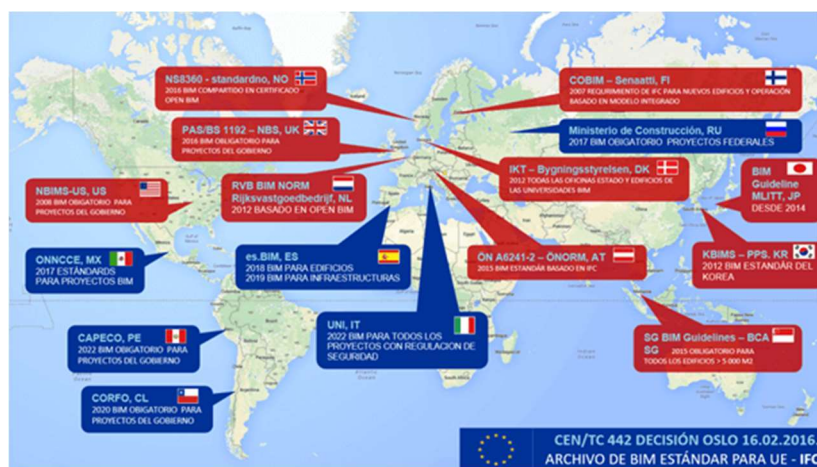 NS8360 - standardno, NO
2016 BIM COMPARTIDO EN CERTIFICADO
OPEN BIM
COBIM – Senaatti, FI
2007 REQURIMIENTO DE IFC PARA NUEVOS EDIFICIOS Y OPERACIÓN
BASADO EN MODELO INTEGRADO
PAS/BS 1192 – NBS, UK
2016 BIM OBLIGATORIO PARA
PROYECTOS DEL GOBIERNO
Ministerio de Construcción, RU
2017 BIM OBLIGATORIO PROYECTOS FEDERALES
IKT – Bygningsstyrelsen, DK
2012 TODAS LAS OFICINAS ESTADO Y EDIFICIOS DE
LAS UNIVERSIDADES BIM
NBIMS-US, US
2008 BIM OBLIGATORIO PARA
PROYECTOS DEL GOBIERNO
RVB BIM NORM
Rijksvastgoedbedrijf, NL
2012 BASADO EN OPEN BIM
BIM
Guideline
MLITT, JP
DESDE 2014
ONNCCE, MX
2017 ESTÁNDARDS
PARA PROYECTOS BIM
es.BIM, ES
2018 BIM PARA EDIFICIOS
2019 BIM PARA INFRAESTRUCTURAS
ÖN A6241-2 – ÖNORM, AT
2015 BIM ESTANDÁR BASADO EN IFC
KBIMS – PPS. KR
2012 BIM ESTANDÁR DEL
KOREA
CAPECO, PE
2022 BIM OBLIGATORIO PARA
PROYECTOS DEL GOBIERNO
UNI, IT
2022 BIM PARA TODOS LOS
PROYECTOS CON REGULACION DE
SEGURIDAD
SG BIM Guidelines – BCA
SG 2015 OBLIGATORIO PARA
TODOS LOS EDIFICIOS > 5 000 M2
CORFO, CL
2020 BIM OBLIGATORIO PARA
PROYECTOS DEL GOBIERNO
CEN/TC 442 DECISIÓN OSLO 16.02.2016.
ARCHIVO DE BIM ESTÁNDAR PARA UE - IFC